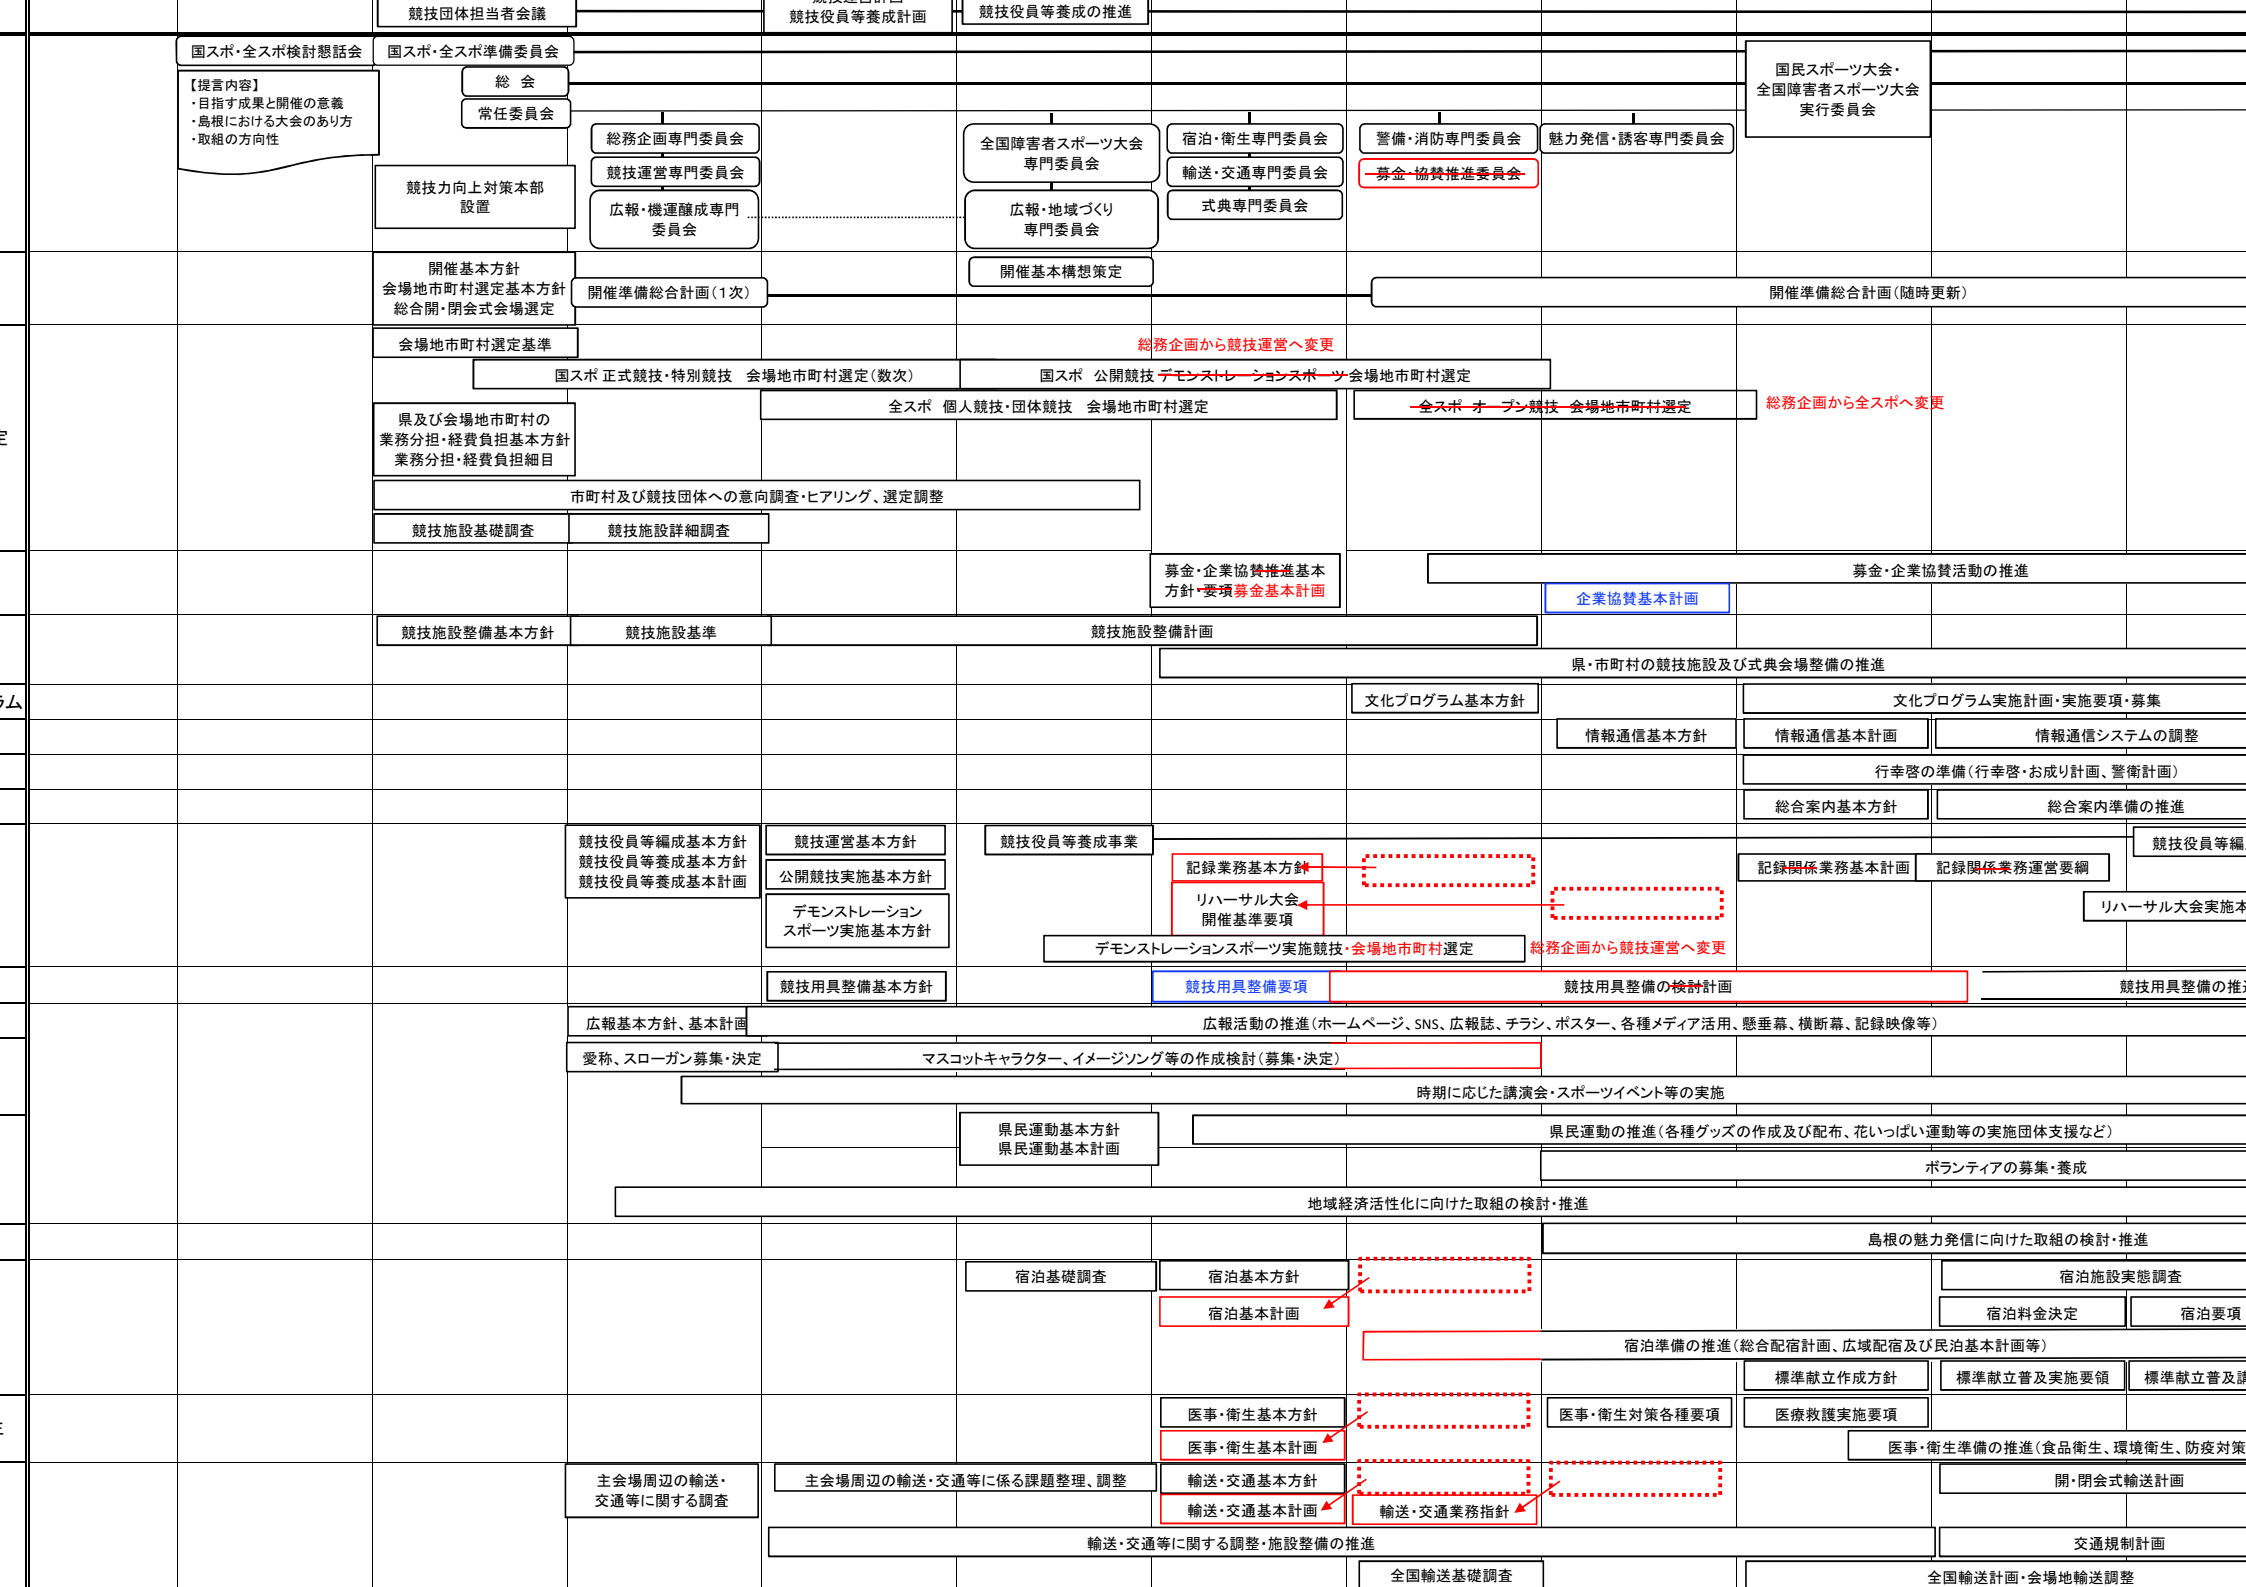 競技団体担当者会議
競技役員等養成計画
競技役員等養成の推進
国スポ・全スポ検討懇話会
国スポ・全スポ準備委員会
総 会
常任委員会
【提言内容】
・目指す成果と開催の意義
・島根における大会のあり方
・取組の方向性
競技力向上対策本部
設置
総務企画専門委員会
競技運営専門委員会
広報・機運醸成専門
委員会
全国障害者スポーツ大会
専門委員会
広報・地域づくり
専門委員会
宿泊・衛生専門委員会
輸送・交通専門委員会
式典専門委員会
警備・消防専門委員会
募金・協賛推進委員会
魅力発信・誘客専門委員会
国民スポーツ大会・
全国障害者スポーツ大会
実行委員会
開催基本方針
会場地市町村選定基本方針
総合開・閉会式会場選定
開催準備総合計画(1次)
開催基本構想策定
開催準備総合計画(随時更新)
会場地市町村選定基準
総務企画から競技運営へ変更
国スポ 正式競技・特別競技 会場地市町村選定(数次)
国スポ 公開競技・デモンストレーションスポーツ 会場地市町村選定
全スポ 個人競技・団体競技 会場地市町村選定
全スポ オープン競技 会場地市町村選定
総務企画から全スポへ変更
県及び会場地市町村の
業務分担・経費負担基本方針
業務分担・経費負担細目
定
市町村及び競技団体への意向調査・ヒアリング、選定調整
競技施設基礎調査
競技施設詳細調査
募金・企業協賛推進基本
方針・要項募金基本計画
募金・企業協賛活動の推進
企業協賛基本計画
競技施設整備基本方針
競技施設基準
競技施設整備計画
県・市町村の競技施設及び式典会場整備の推進
ラム
文化プログラム基本方針
文化プログラム実施計画・実施要項・募集
情報通信基本方針
情報通信基本計画
情報通信システムの調整
行幸啓の準備(行幸啓・お成り計画、警衛計画)
総合案内基本方針
総合案内準備の推進
競技役員等編成基本方針
競技役員等養成基本方針
競技役員等養成基本計画
競技運営基本方針
公開競技実施基本方針
デモンストレーション
スポーツ実施基本方針
競技役員等養成事業
競技役員等編
記録業務基本方針
記録関係業務基本計画
記録関係業務運営要綱
リハーサル大会
開催基準要項
リハーサル大会実施本
デモンストレーションスポーツ実施競技・会場地市町村選定
総務企画から競技運営へ変更
競技用具整備基本方針
競技用具整備要項
競技用具整備の検討計画
競技用具整備の推進
広報基本方針、基本計画
広報活動の推進(ホームページ、SNS、広報誌、チラシ、ポスター、各種メディア活用、懸垂幕、横断幕、記録映像等)
愛称、スローガン募集・決定
マスコットキャラクター、イメージソング等の作成検討(募集・決定)
時期に応じた講演会・スポーツイベント等の実施
県民運動基本方針
県民運動基本計画
県民運動の推進(各種グッズの作成及び配布、花いっぱい運動等の実施団体支援など)
ボランティアの募集・養成
地域経済活性化に向けた取組の検討・推進
島根の魅力発信に向けた取組の検討・推進
宿泊基礎調査
宿泊基本方針
宿泊施設実態調査
宿泊基本計画
宿泊料金決定
宿泊要項
宿泊準備の推進(総合配宿計画、広域配宿及び民泊基本計画等)
標準献立作成方針
標準献立普及実施要領
標準献立普及講
医事・衛生基本方針
医事・衛生対策各種要項
医療救護実施要項
医事・衛生基本計画
医事・衛生準備の推進(食品衛生、環境衛生、防疫対策
主会場周辺の輸送・
交通等に関する調査
主会場周辺の輸送・交通等に係る課題整理、調整
輸送・交通基本方針
開・閉会式輸送計画
輸送・交通基本計画
輸送・交通業務指針
輸送・交通等に関する調整・施設整備の推進
交通規制計画
全国輸送基礎調査
全国輸送計画・会場地輸送調整